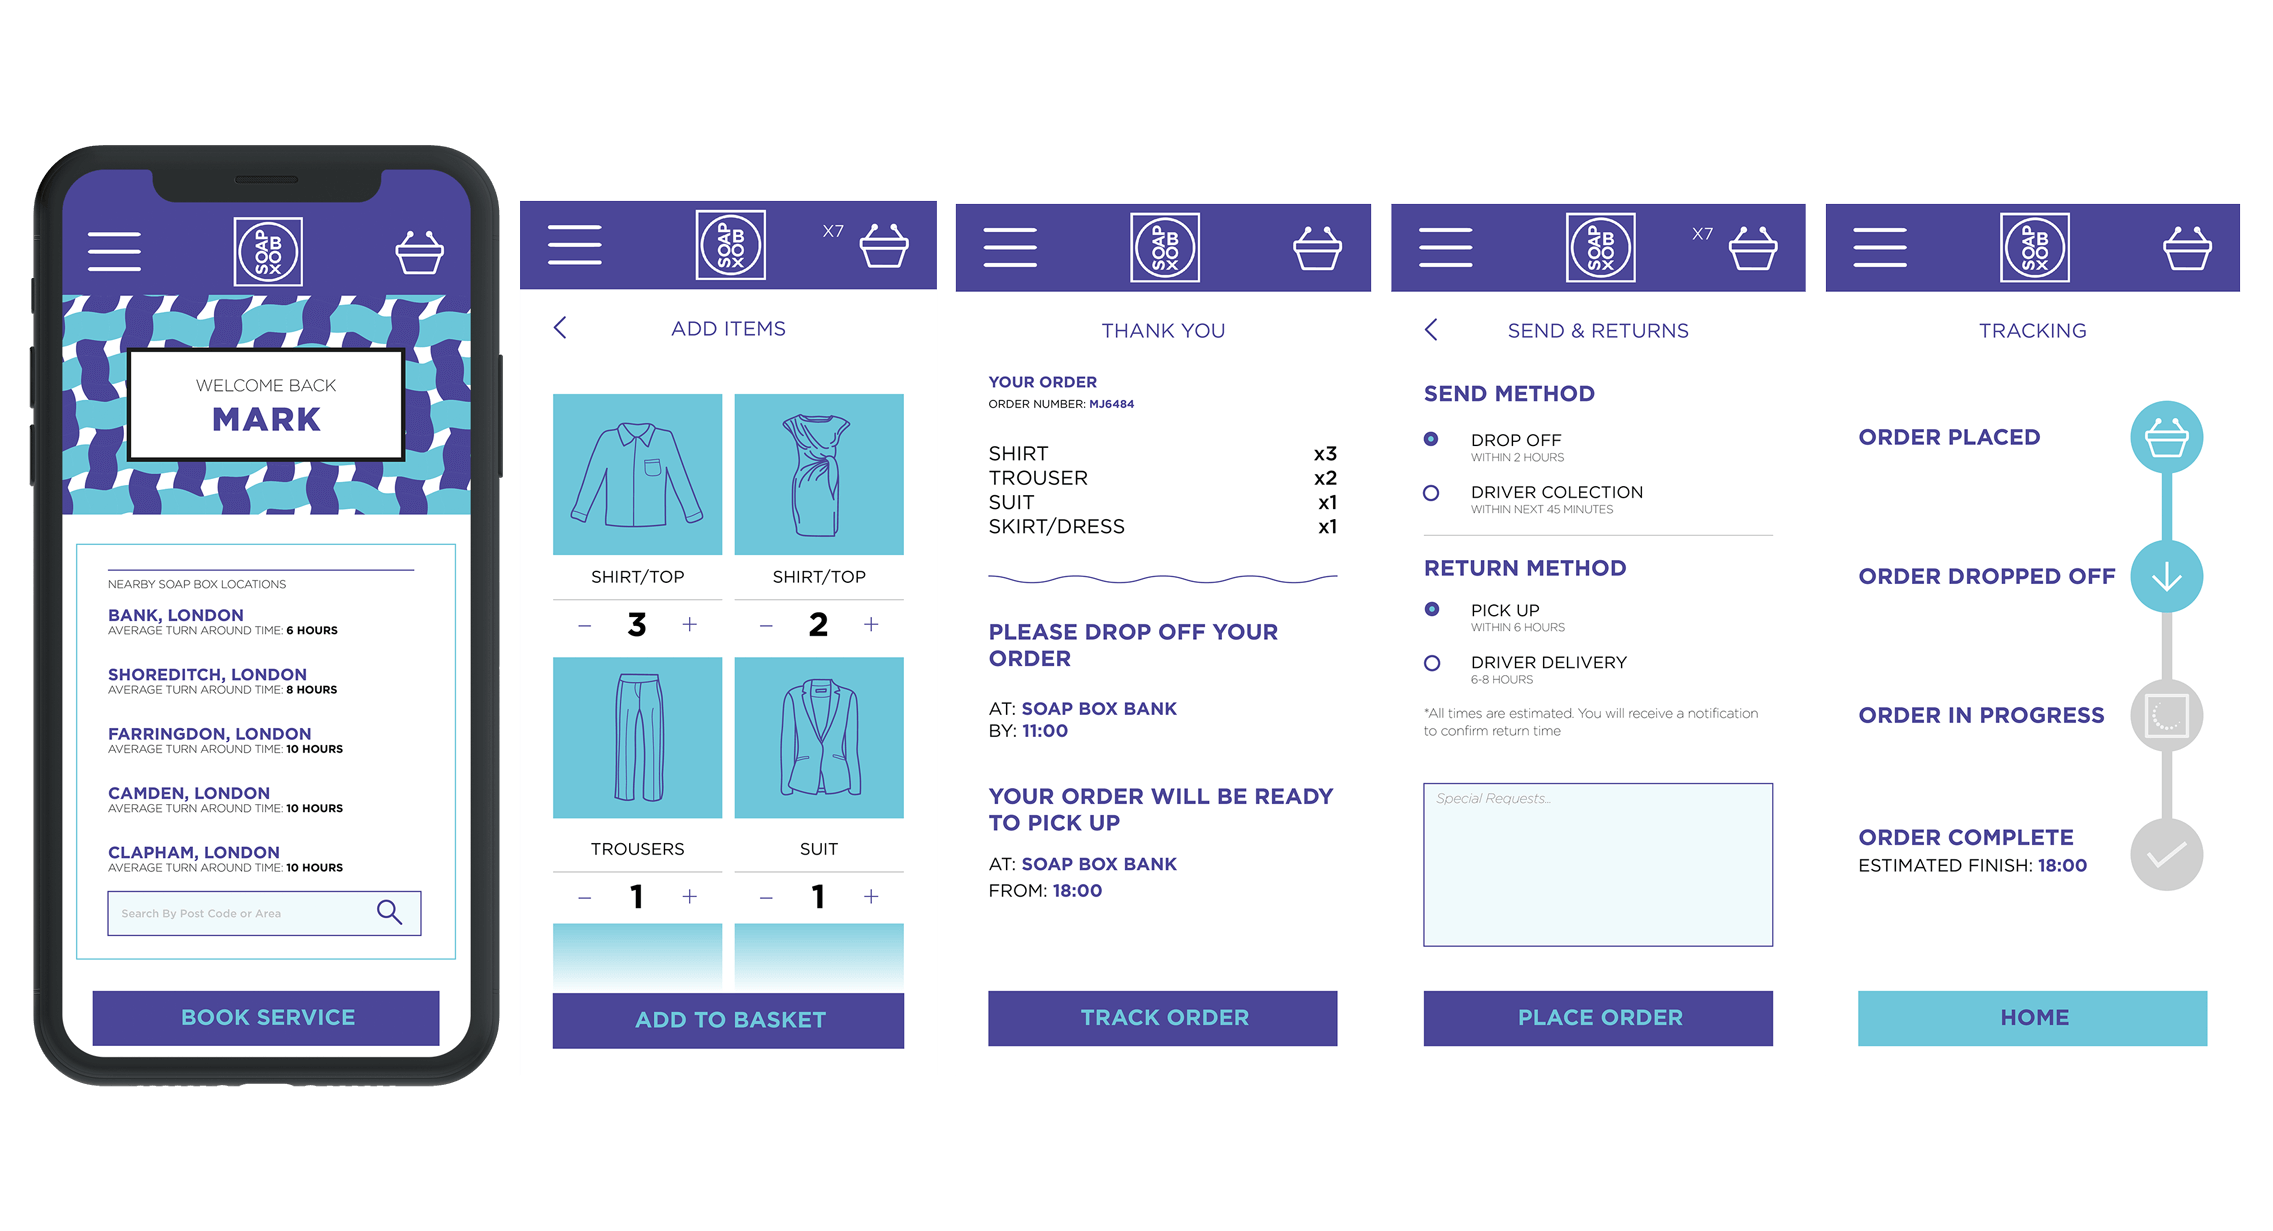 SOAP
BOX
WELCOME BACK
MARK
NEARBY SOAP BOX LOCATIONS
BANK, LONDON
AVERAGE TURN AROUND TIME: 6 HOURS
SHOREDITCH, LONDON
AVERAGE TURN AROUND TIME: 8 HOURS
FARRINGDON, LONDON
AVERAGE TURN AROUND TIME: 10 HOURS
CAMDEN, LONDON
AVERAGE TURN AROUND TIME: 10 HOURS
CLAPHAM, LONDON
AVERAGE TURN AROUND TIME: 10 HOURS
Search By Post Code or Area
BOOK SERVICE
SOAP
BOX
X7
ADD ITEMS
SHIRT/TOP
SHIRT/TOP
– 3 +
– 2 +
TROUSERS
SUIT
– 1 +
– 1 +
ADD TO BASKET
SOAP
BOX
THANK YOU
YOUR ORDER
ORDER NUMBER: MJ6484
SHIRT x3
TROUSER x2
SUIT x1
SKIRT/DRESS x1
PLEASE DROP OFF YOUR
ORDER
AT: SOAP BOX BANK
BY: 11:00
YOUR ORDER WILL BE READY
TO PICK UP
AT: SOAP BOX BANK
FROM: 18:00
TRACK ORDER
SOAP
BOX
X7
SEND & RETURNS
SEND METHOD
DROP OFF
WITHIN 2 HOURS
DRIVER COLECTION
WITHIN NEXT 45 MINUTES
RETURN METHOD
PICK UP
WITHIN 6 HOURS
DRIVER DELIVERY
6-8 HOURS
*All times are estimated. You will receive a notification
to confirm return time
Special Requests...
PLACE ORDER
SOAP
BOX
TRACKING
ORDER PLACED
ORDER DROPPED OFF
ORDER IN PROGRESS
ORDER COMPLETE
ESTIMATED FINISH: 18:00
HOME